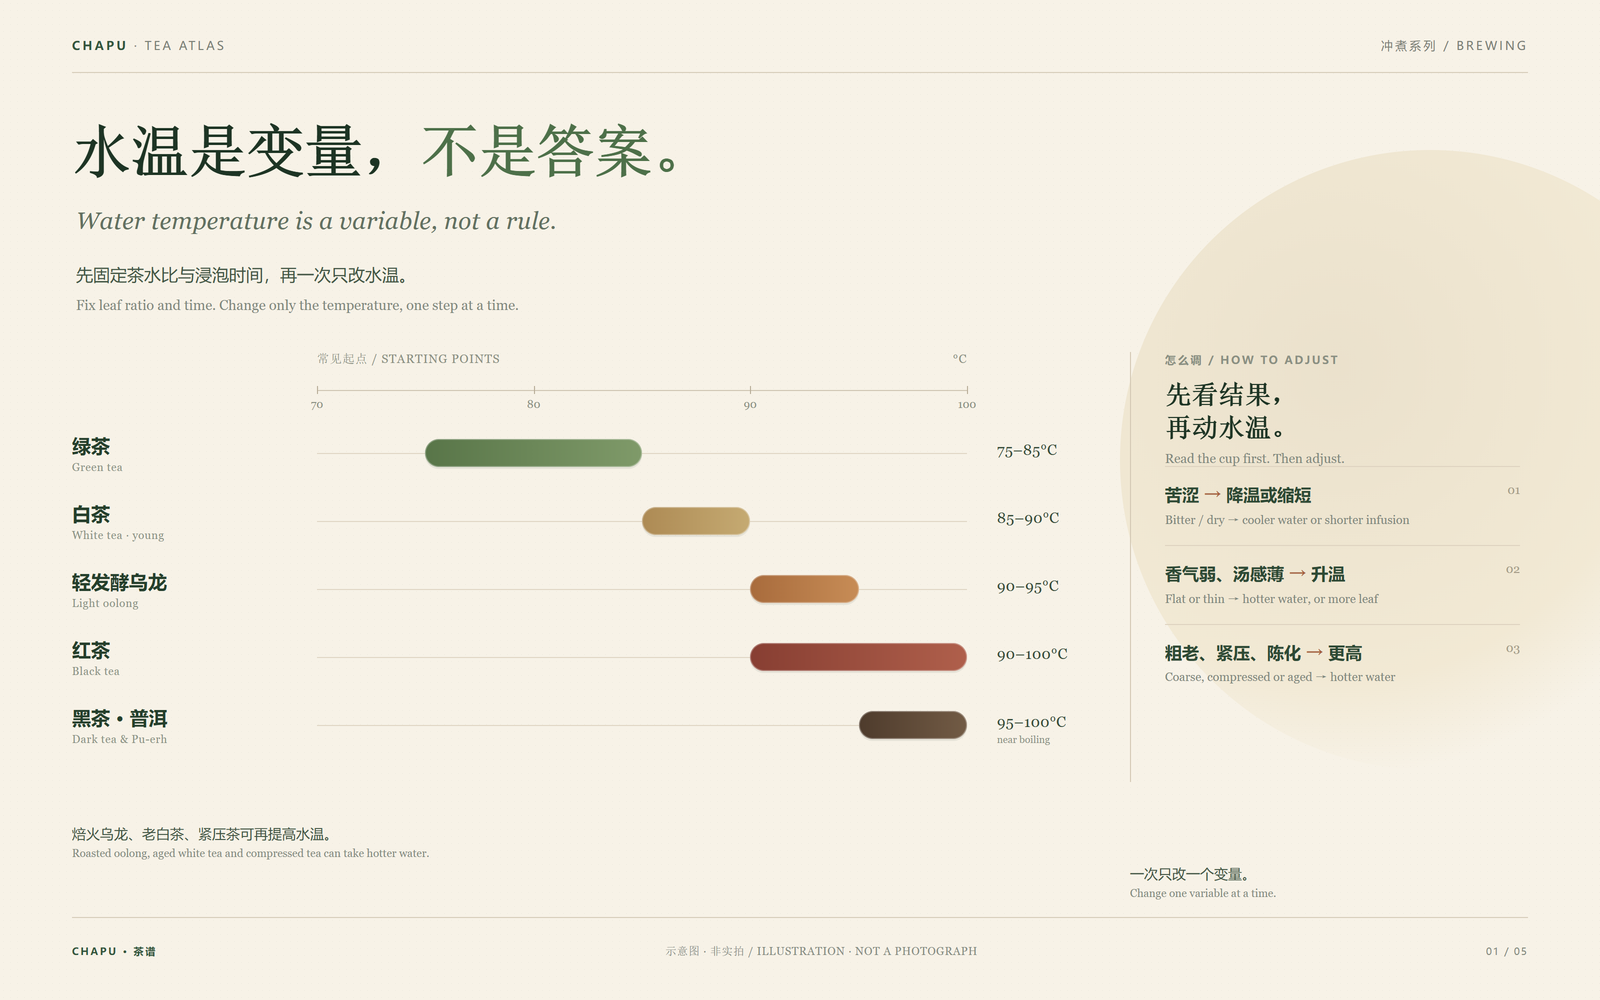 CHAPU · TEA ATLAS
冲煮系列 / BREWING
水温是变量，不是答案。
Water temperature is a variable, not a rule.
先固定茶水比与浸泡时间，再一次只改水温。
Fix leaf ratio and time. Change only the temperature, one step at a time.
常见起点 / STARTING POINTS
°C
70 80 90 100
绿茶
Green tea
75–85°C
白茶
White tea · young
85–90°C
轻发酵乌龙
Light oolong
90–95°C
红茶
Black tea
90–100°C
黑茶 · 普洱
Dark tea & Pu-erh
95–100°C
near boiling
怎么调 / HOW TO ADJUST
先看结果，
再动水温。
Read the cup first. Then adjust.
苦涩 → 降温或缩短
01
Bitter / dry → cooler water or shorter infusion
香气弱、汤感薄 → 升温
02
Flat or thin → hotter water, or more leaf
粗老、紧压、陈化 → 更高
03
Coarse, compressed or aged → hotter water
焙火乌龙、老白茶、紧压茶可再提高水温。
Roasted oolong, aged white tea and compressed tea can take hotter water.
一次只改一个变量。
Change one variable at a time.
CHAPU · 茶谱
示意图 · 非实拍 / ILLUSTRATION · NOT A PHOTOGRAPH
01 / 05